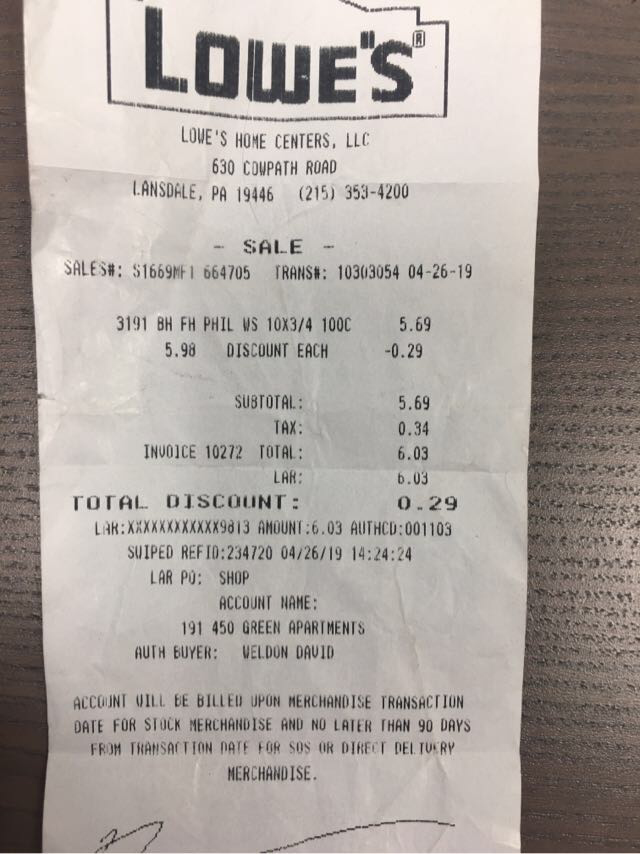 LOWE'S®
LOWE'S HOME CENTERS, LLC
630 COWPATH ROAD
LANSDALE, PA 19446 (215) 353-4200
- SALE -
SALES#: S1669MF1 664705 TRANS#: 10303054 04-26-19
3191 BH FH PHIL WS 10X3/4 100C 5.69
5.98 DISCOUNT EACH -0.29
SUBTOTAL: 5.69
TAX: 0.34
INVOICE 10272 TOTAL: 6.03
LAR: 6.03
TOTAL DISCOUNT: 0.29
LAR:XXXXXXXXXXXX9813 AMOUNT:6.03 AUTHCD:001103
SWIPED REFID:234720 04/26/19 14:24:24
LAR PO: SHOP
ACCOUNT NAME:
191 450 GREEN APARTMENTS
AUTH BUYER: WELDON DAVID
ACCOUNT WILL BE BILLED UPON MERCHANDISE TRANSACTION
DATE FOR STOCK MERCHANDISE AND NO LATER THAN 90 DAYS
FROM TRANSACTION DATE FOR SOS OR DIRECT DELIVERY
MERCHANDISE.